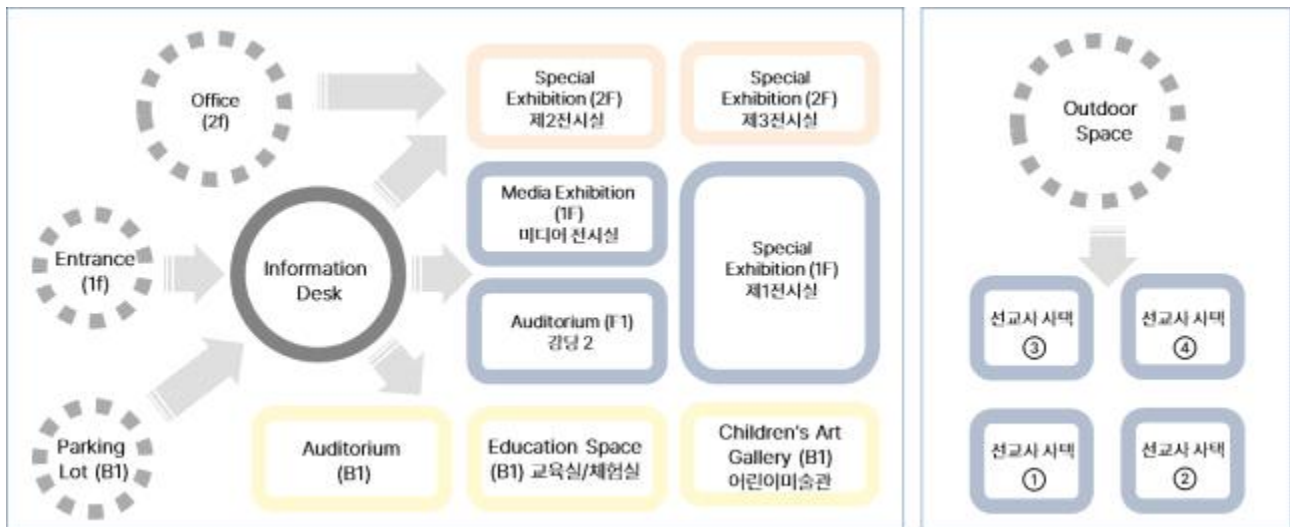 Office
(2f)
Special
Exhibition (2F)
제2전시실
Special
Exhibition (2F)
제3전시실
Entrance
(1f)
Information
Desk
Media Exhibition
(1F)
미디어 전시실
Special
Exhibition (1F)
제1전시실
Auditorium (F1)
강당 2
Parking
Lot (B1)
Auditorium
(B1)
Education Space
(B1) 교육실/체험실
Children's Art
Gallery (B1)
어린이미술관
Outdoor
Space
선교사 사택
③
선교사 사택
④
선교사 사택
①
선교사 사택
②